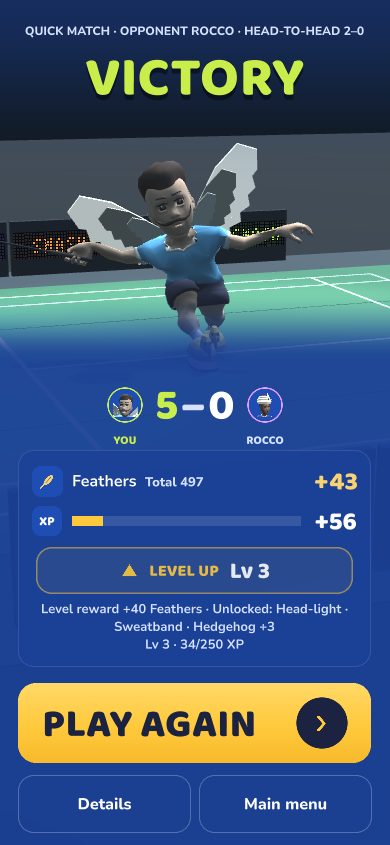 QUICK MATCH · OPPONENT ROCCO · HEAD-TO-HEAD 2–0
VICTORY
5–0
YOU
ROCCO
Feathers Total 497 +43
XP +56
LEVEL UP Lv 3
Level reward +40 Feathers · Unlocked: Head-light ·
Sweatband · Hedgehog +3
Lv 3 · 34/250 XP
PLAY AGAIN
Details
Main menu